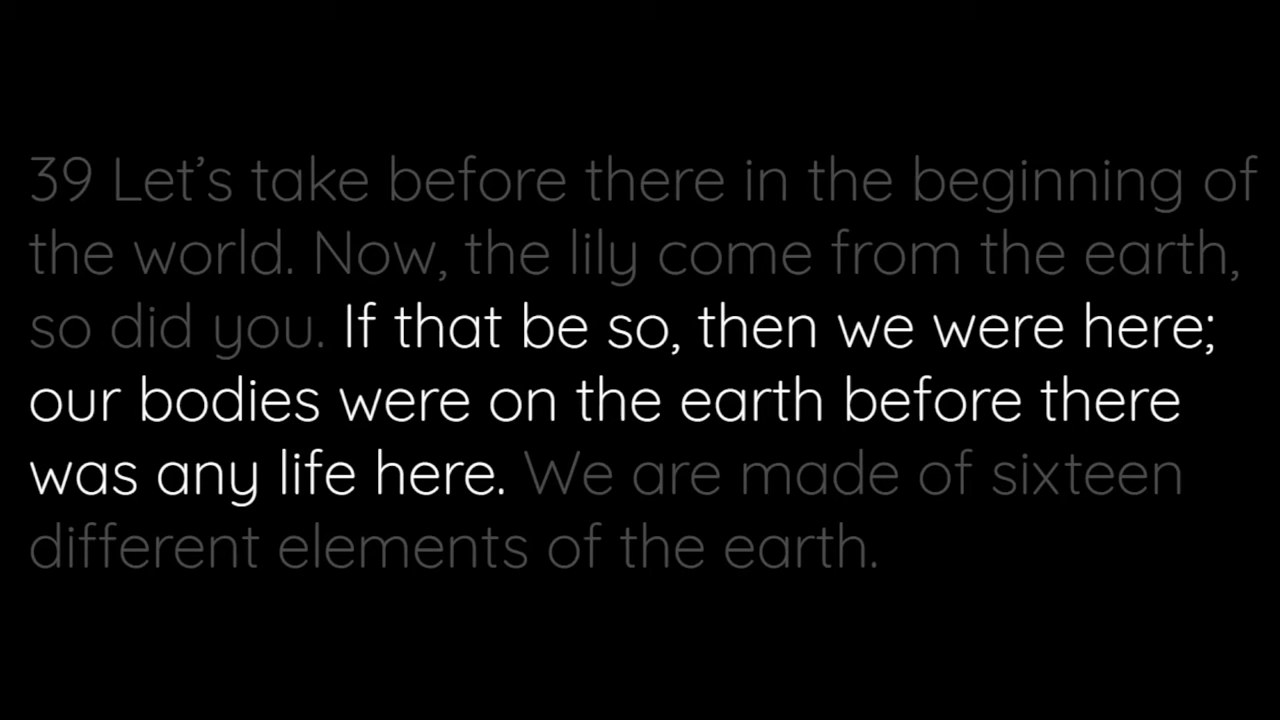 39 Let’s take before there in the beginning of
the world. Now, the lily come from the earth,
so did you. If that be so, then we were here;
our bodies were on the earth before there
was any life here. We are made of sixteen
different elements of the earth.